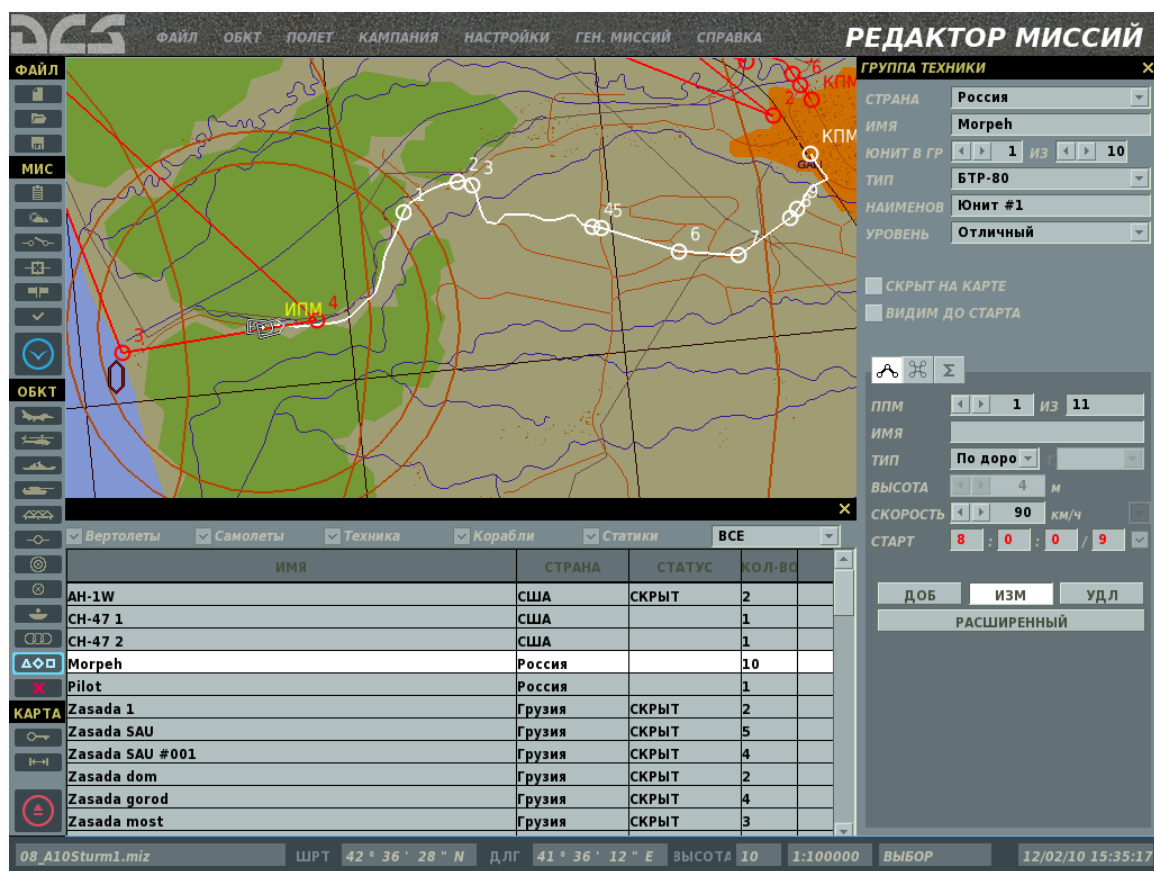 DCS
ФАЙЛ ОБКТ ПОЛЕТ КАМПАНИЯ НАСТРОЙКИ ГЕН. МИССИЙ СПРАВКА
РЕДАКТОР МИССИЙ
ФАЙЛ
МИС
ОБКТ
КАРТА
6
КПМ
2
КПМ
GALI
2 3
1
45
6
7
8
9
ИПМ 4
3
ГРУППА ТЕХНИКИ X
СТРАНА Россия
ИМЯ Morpeh
ЮНИТ В ГР 1 ИЗ 10
ТИП БТР-80
НАИМЕНОВ Юнит #1
УРОВЕНЬ Отличный
СКРЫТ НА КАРТЕ
ВИДИМ ДО СТАРТА
Σ
ППМ 1 ИЗ 11
ИМЯ
ТИП По доро Т
ВЫСОТА 4 м
СКОРОСТЬ 90 км/ч
СТАРТ 8 : 0 : 0 / 9
ДОБ ИЗМ УДЛ
РАСШИРЕННЫЙ
X
Вертолеты Самолеты Техника Корабли Статики ВСЕ
ИМЯ СТРАНА СТАТУС КОЛ-ВО
AH-1W США СКРЫТ 2
CH-47 1 США 1
CH-47 2 США 1
Morpeh Россия 10
Pilot Россия 1
Zasada 1 Грузия СКРЫТ 2
Zasada SAU Грузия СКРЫТ 5
Zasada SAU #001 Грузия СКРЫТ 4
Zasada dom Грузия СКРЫТ 2
Zasada gorod Грузия СКРЫТ 4
Zasada most Грузия СКРЫТ 3
08_A10Sturm1.miz ШРТ 42 ° 36 ' 28 " N ДЛГ 41 ° 36 ' 12 " E ВЫСОТА 10 1:100000 ВЫБОР 12/02/10 15:35:17